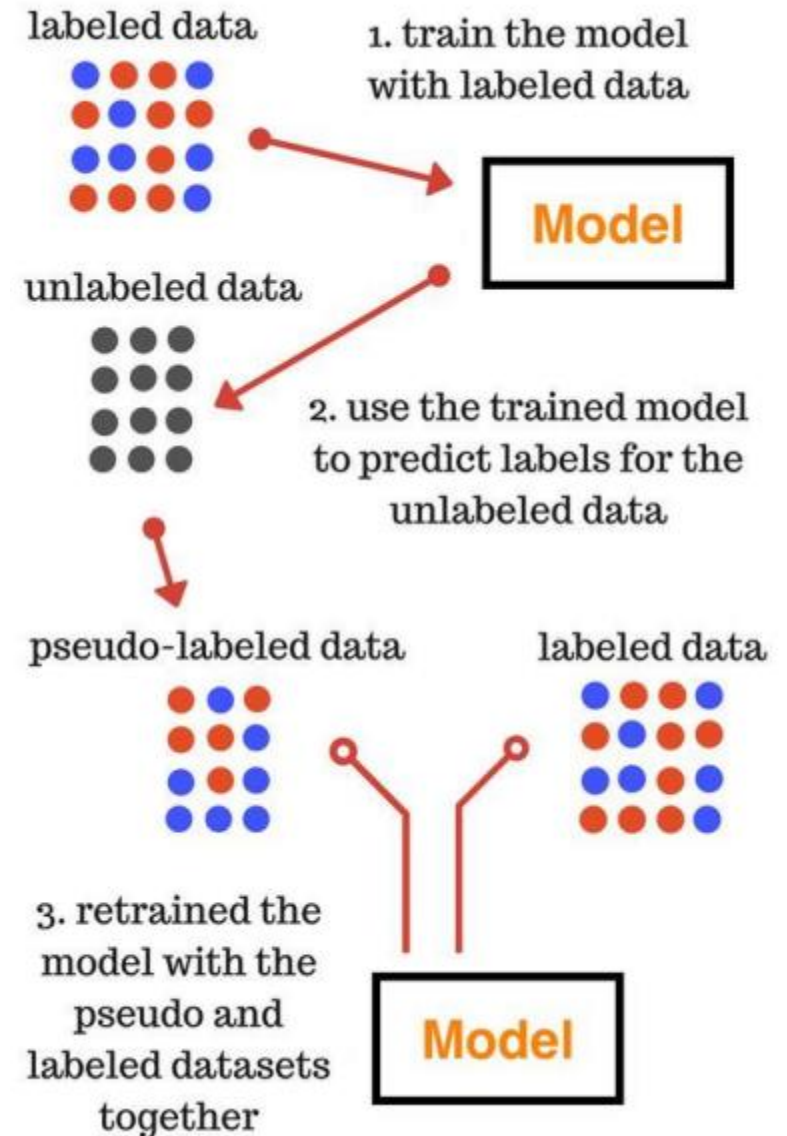 labeled data
1. train the model
with labeled data
Model
unlabeled data
2. use the trained model
to predict labels for the
unlabeled data
pseudo-labeled data
labeled data
3. retrained the
model with the
pseudo and
labeled datasets
together
Model